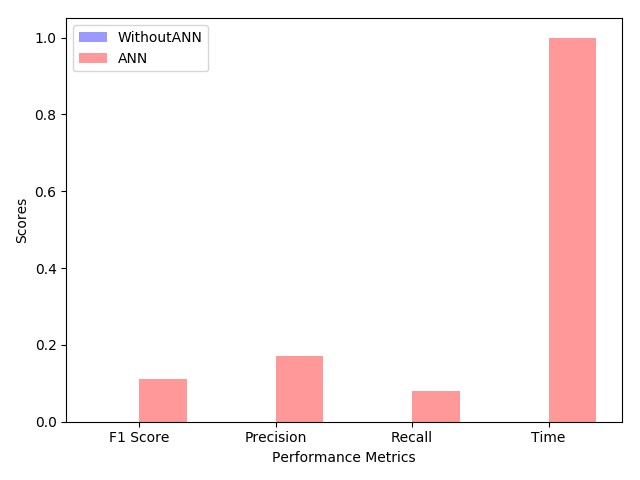 WithoutANN
ANN
1.0
0.8
0.6
0.4
0.2
0.0
Scores
F1 Score
Precision
Recall
Time
Performance Metrics